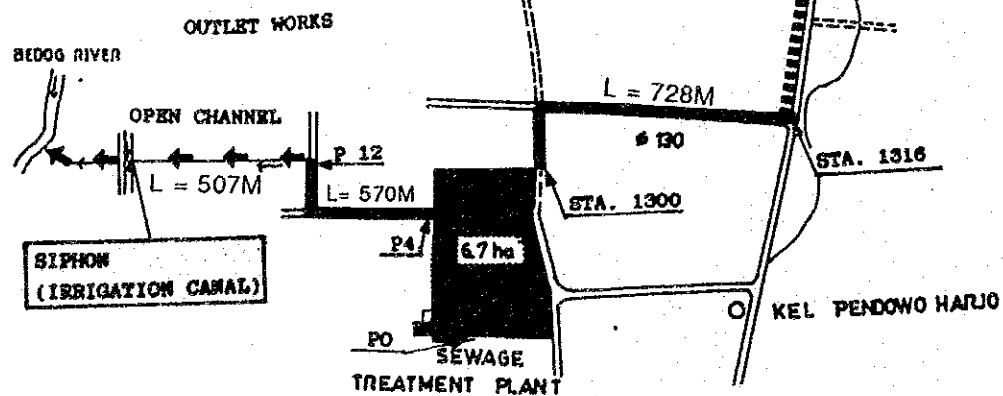 OUTLET WORKS
BEDOG RIVER
OPEN CHANNEL
L = 507M
P 12
L= 570M
P4
SIPHON
(IRRIGATION CANAL)
6.7 ha
PO
SEWAGE
TREATMENT PLANT
L = 728M
ø 130
STA. 1316
STA. 1300
KEL PENDOWO HARJO